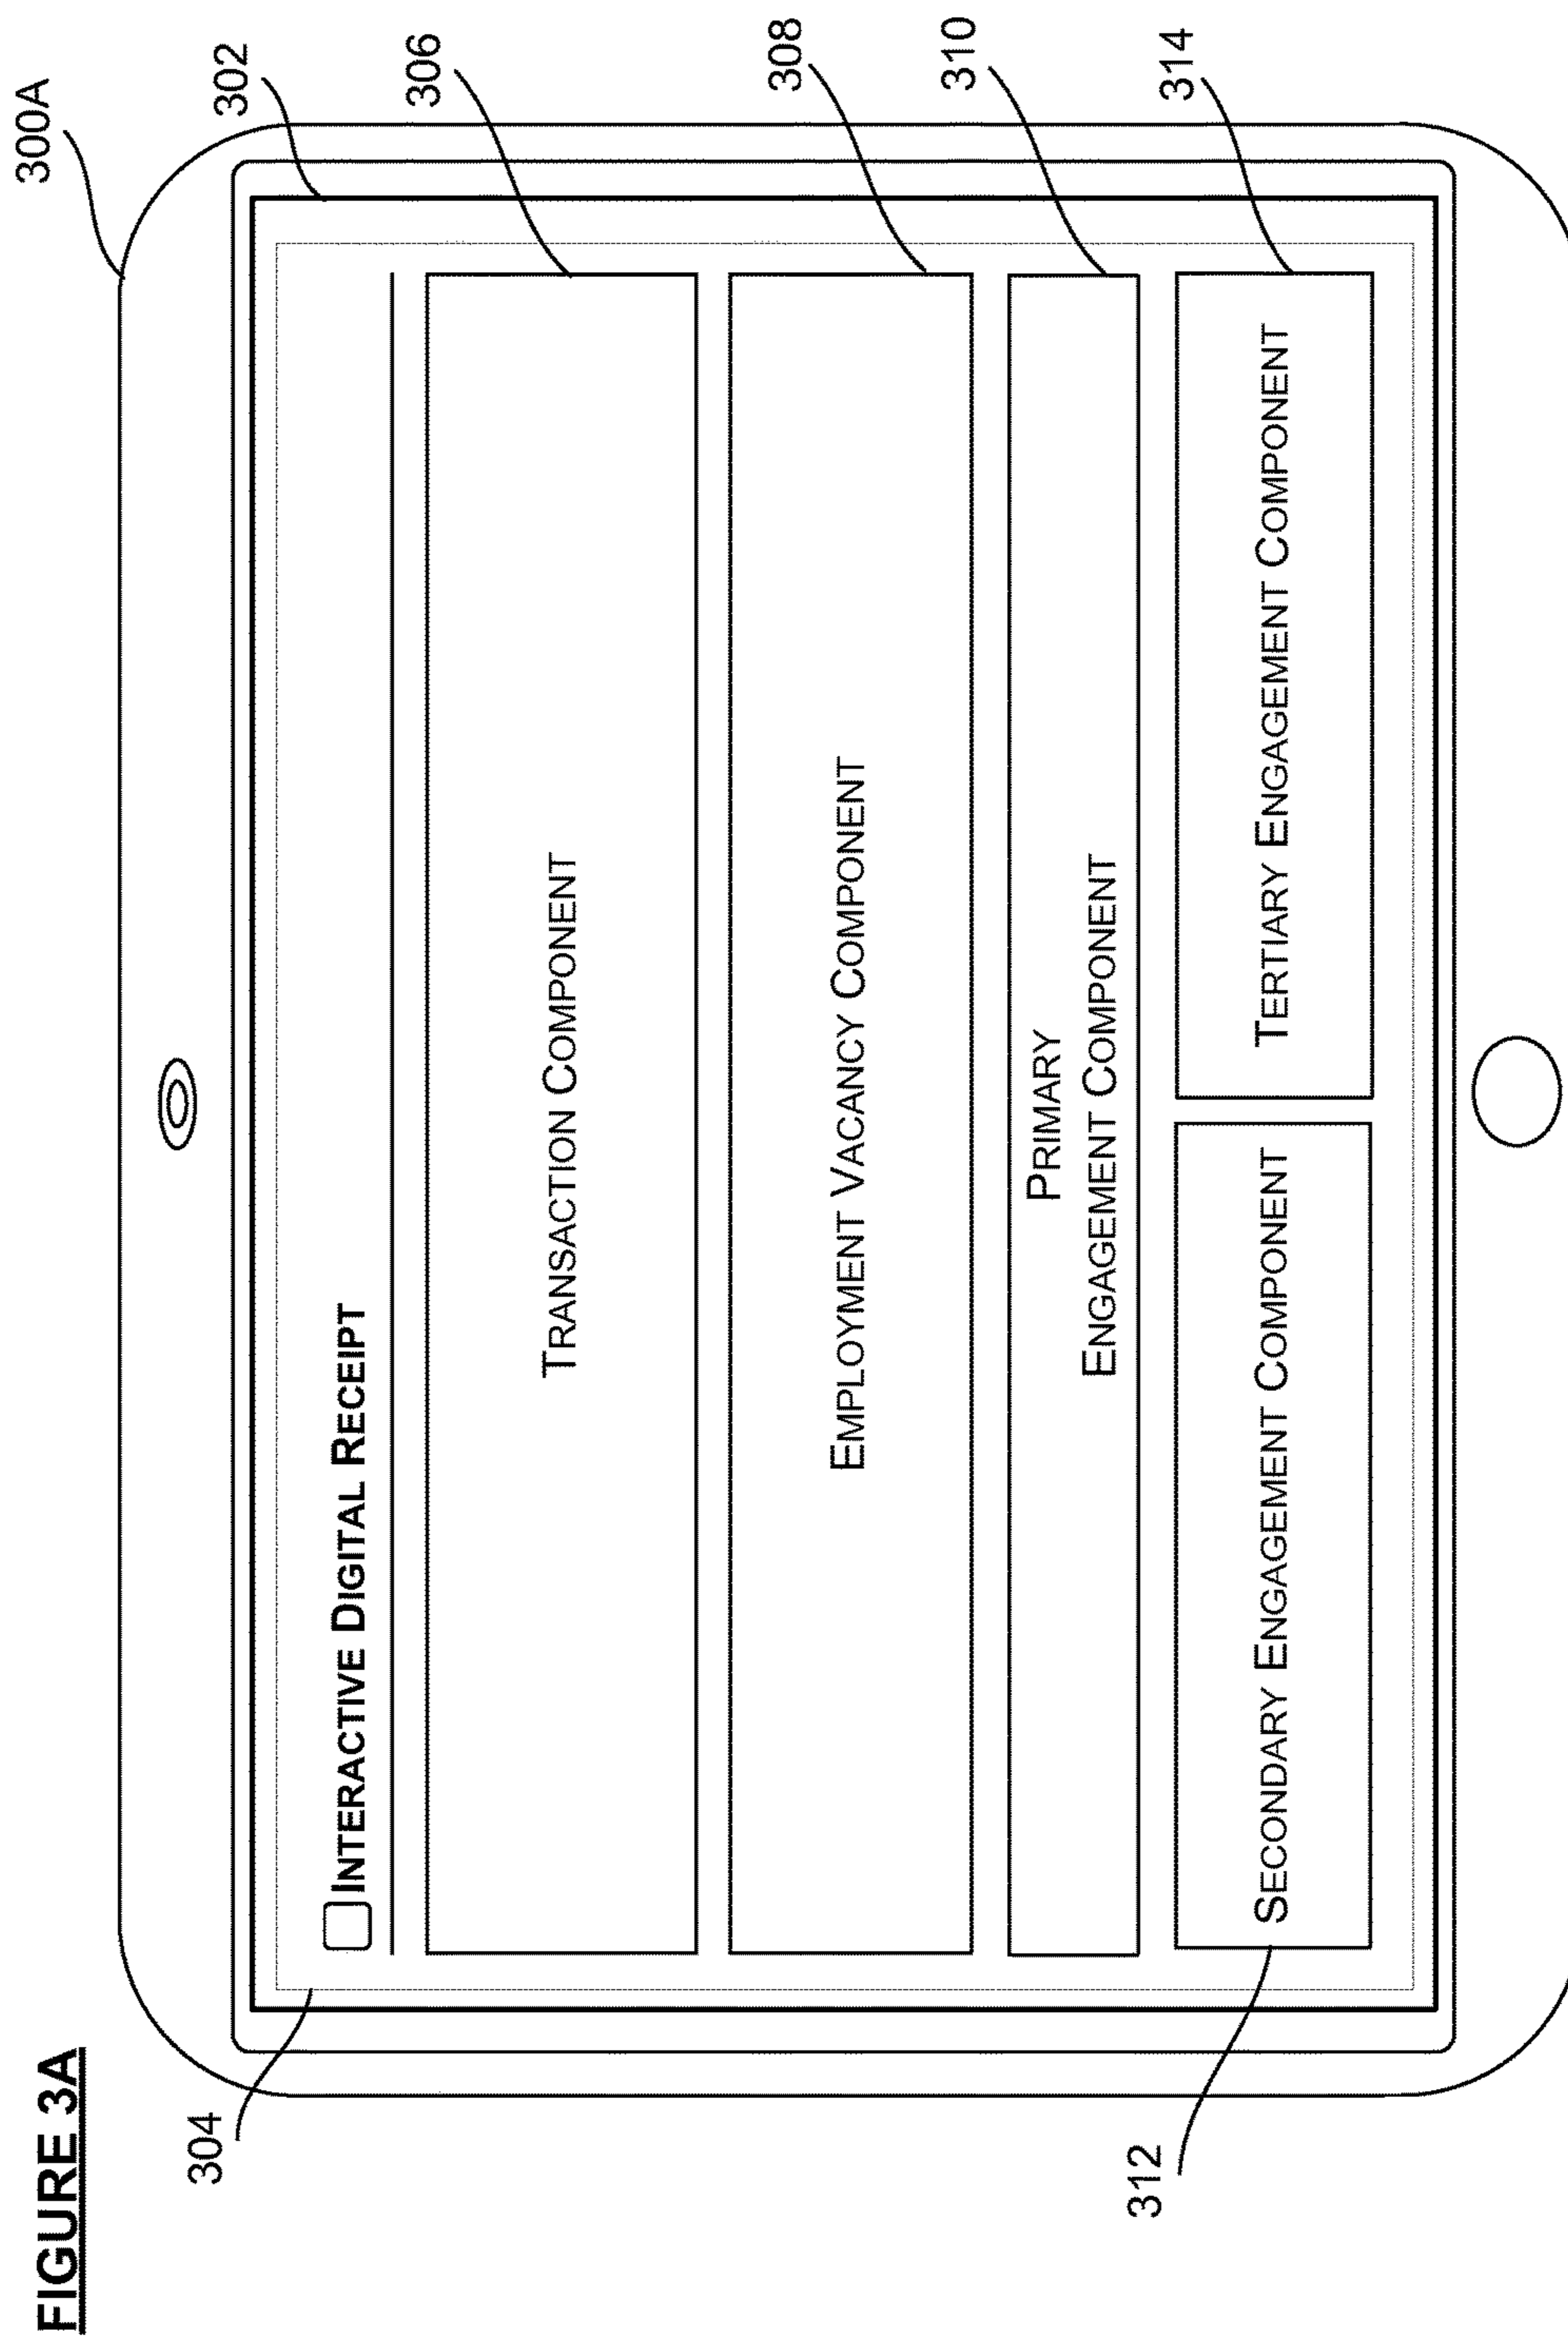 FIGURE 3A
300A
302
304
INTERACTIVE DIGITAL RECEIPT
306
TRANSACTION COMPONENT
308
EMPLOYMENT VACANCY COMPONENT
310
PRIMARY
ENGAGEMENT COMPONENT
312
SECONDARY ENGAGEMENT COMPONENT
314
TERTIARY ENGAGEMENT COMPONENT